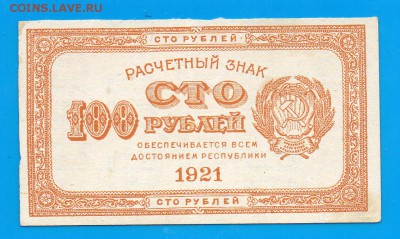 COINS.LAVE.RU
СТО РУБЛЕЙ
РАСЧЕТНЫЙ ЗНАК
СТО
100 РУБЛЕЙ
ОБЕСПЕЧИВАЕТСЯ ВСЕМ
ДОСТОЯНИЕМ РЕСПУБЛИКИ
1921
СТО РУБЛЕЙ